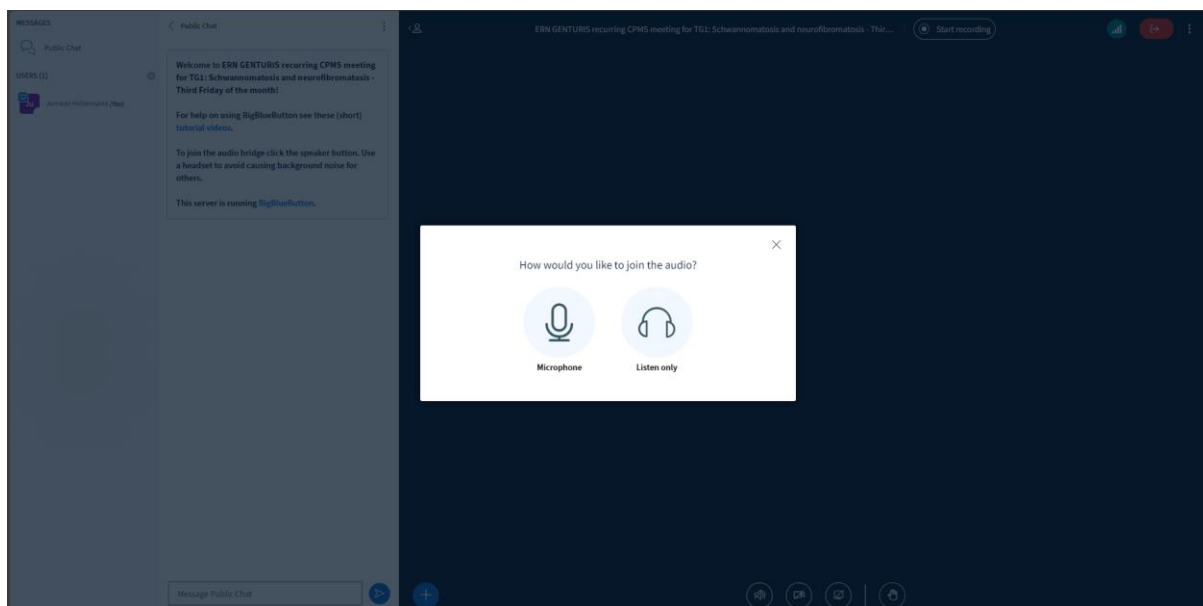 MESSAGES
Public Chat
USERS (1)
Ju
(You)
Public Chat
Welcome to ERN GENTURIS recurring CPMS meeting
for TG1: Schwannomatosis and neurofibromatosis -
Third Friday of the month!
For help on using BigBlueButton see these (short)
tutorial videos.
To join the audio bridge click the speaker button. Use
a headset to avoid causing background noise for
others.
This server is running BigBlueButton.
Message Public Chat
ERN GENTURIS recurring CPMS meeting for TG1: Schwannomatosis and neurofibromatosis - Thir...
Start recording
How would you like to join the audio?
Microphone
Listen only